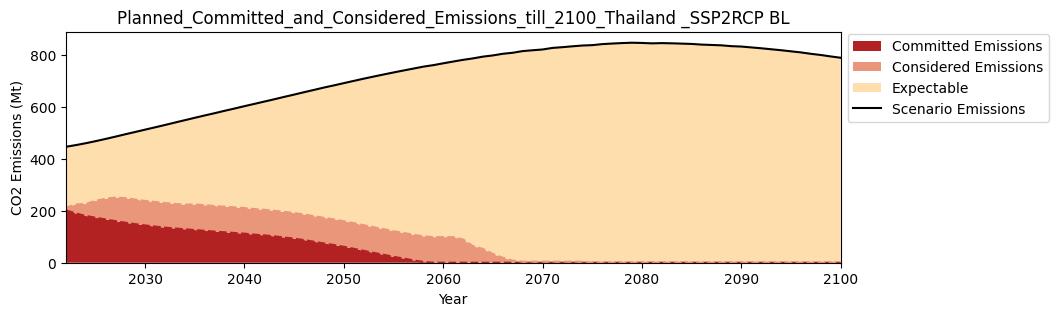 Planned_Committed_and_Considered_Emissions_till_2100_Thailand _SSP2RCP BL
CO2 Emissions (Mt)
800
600
400
200
0
2030
2040
2050
2060
2070
2080
2090
2100
Year
Committed Emissions
Considered Emissions
Expectable
Scenario Emissions